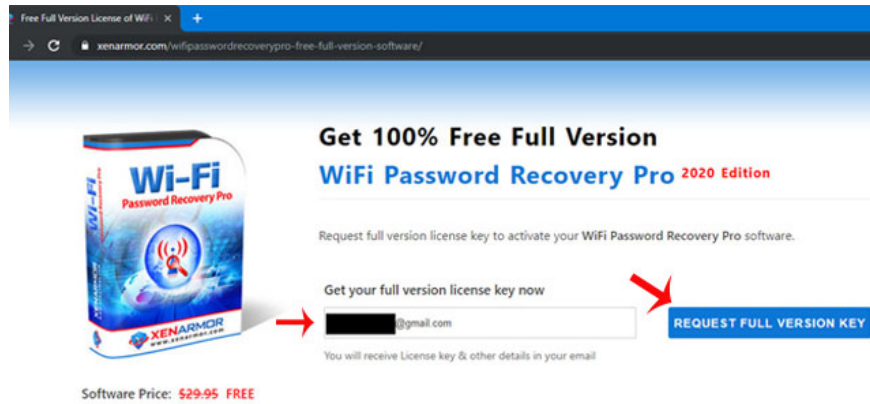 Free Full Version License of WiFi
xenarmor.com/wifipasswordrecoverypro-free-full-version-software/
Get 100% Free Full Version
WiFi Password Recovery Pro 2020 Edition
Request full version license key to activate your WiFi Password Recovery Pro software.
Get your full version license key now
@gmail.com
REQUEST FULL VERSION KEY
You will receive License key & other details in your email
Wi-Fi
Password Recovery Pro
Wi-Fi
XENARMOR
XENARMOR
www.xenarmor.com
Software Price: $29.95 FREE